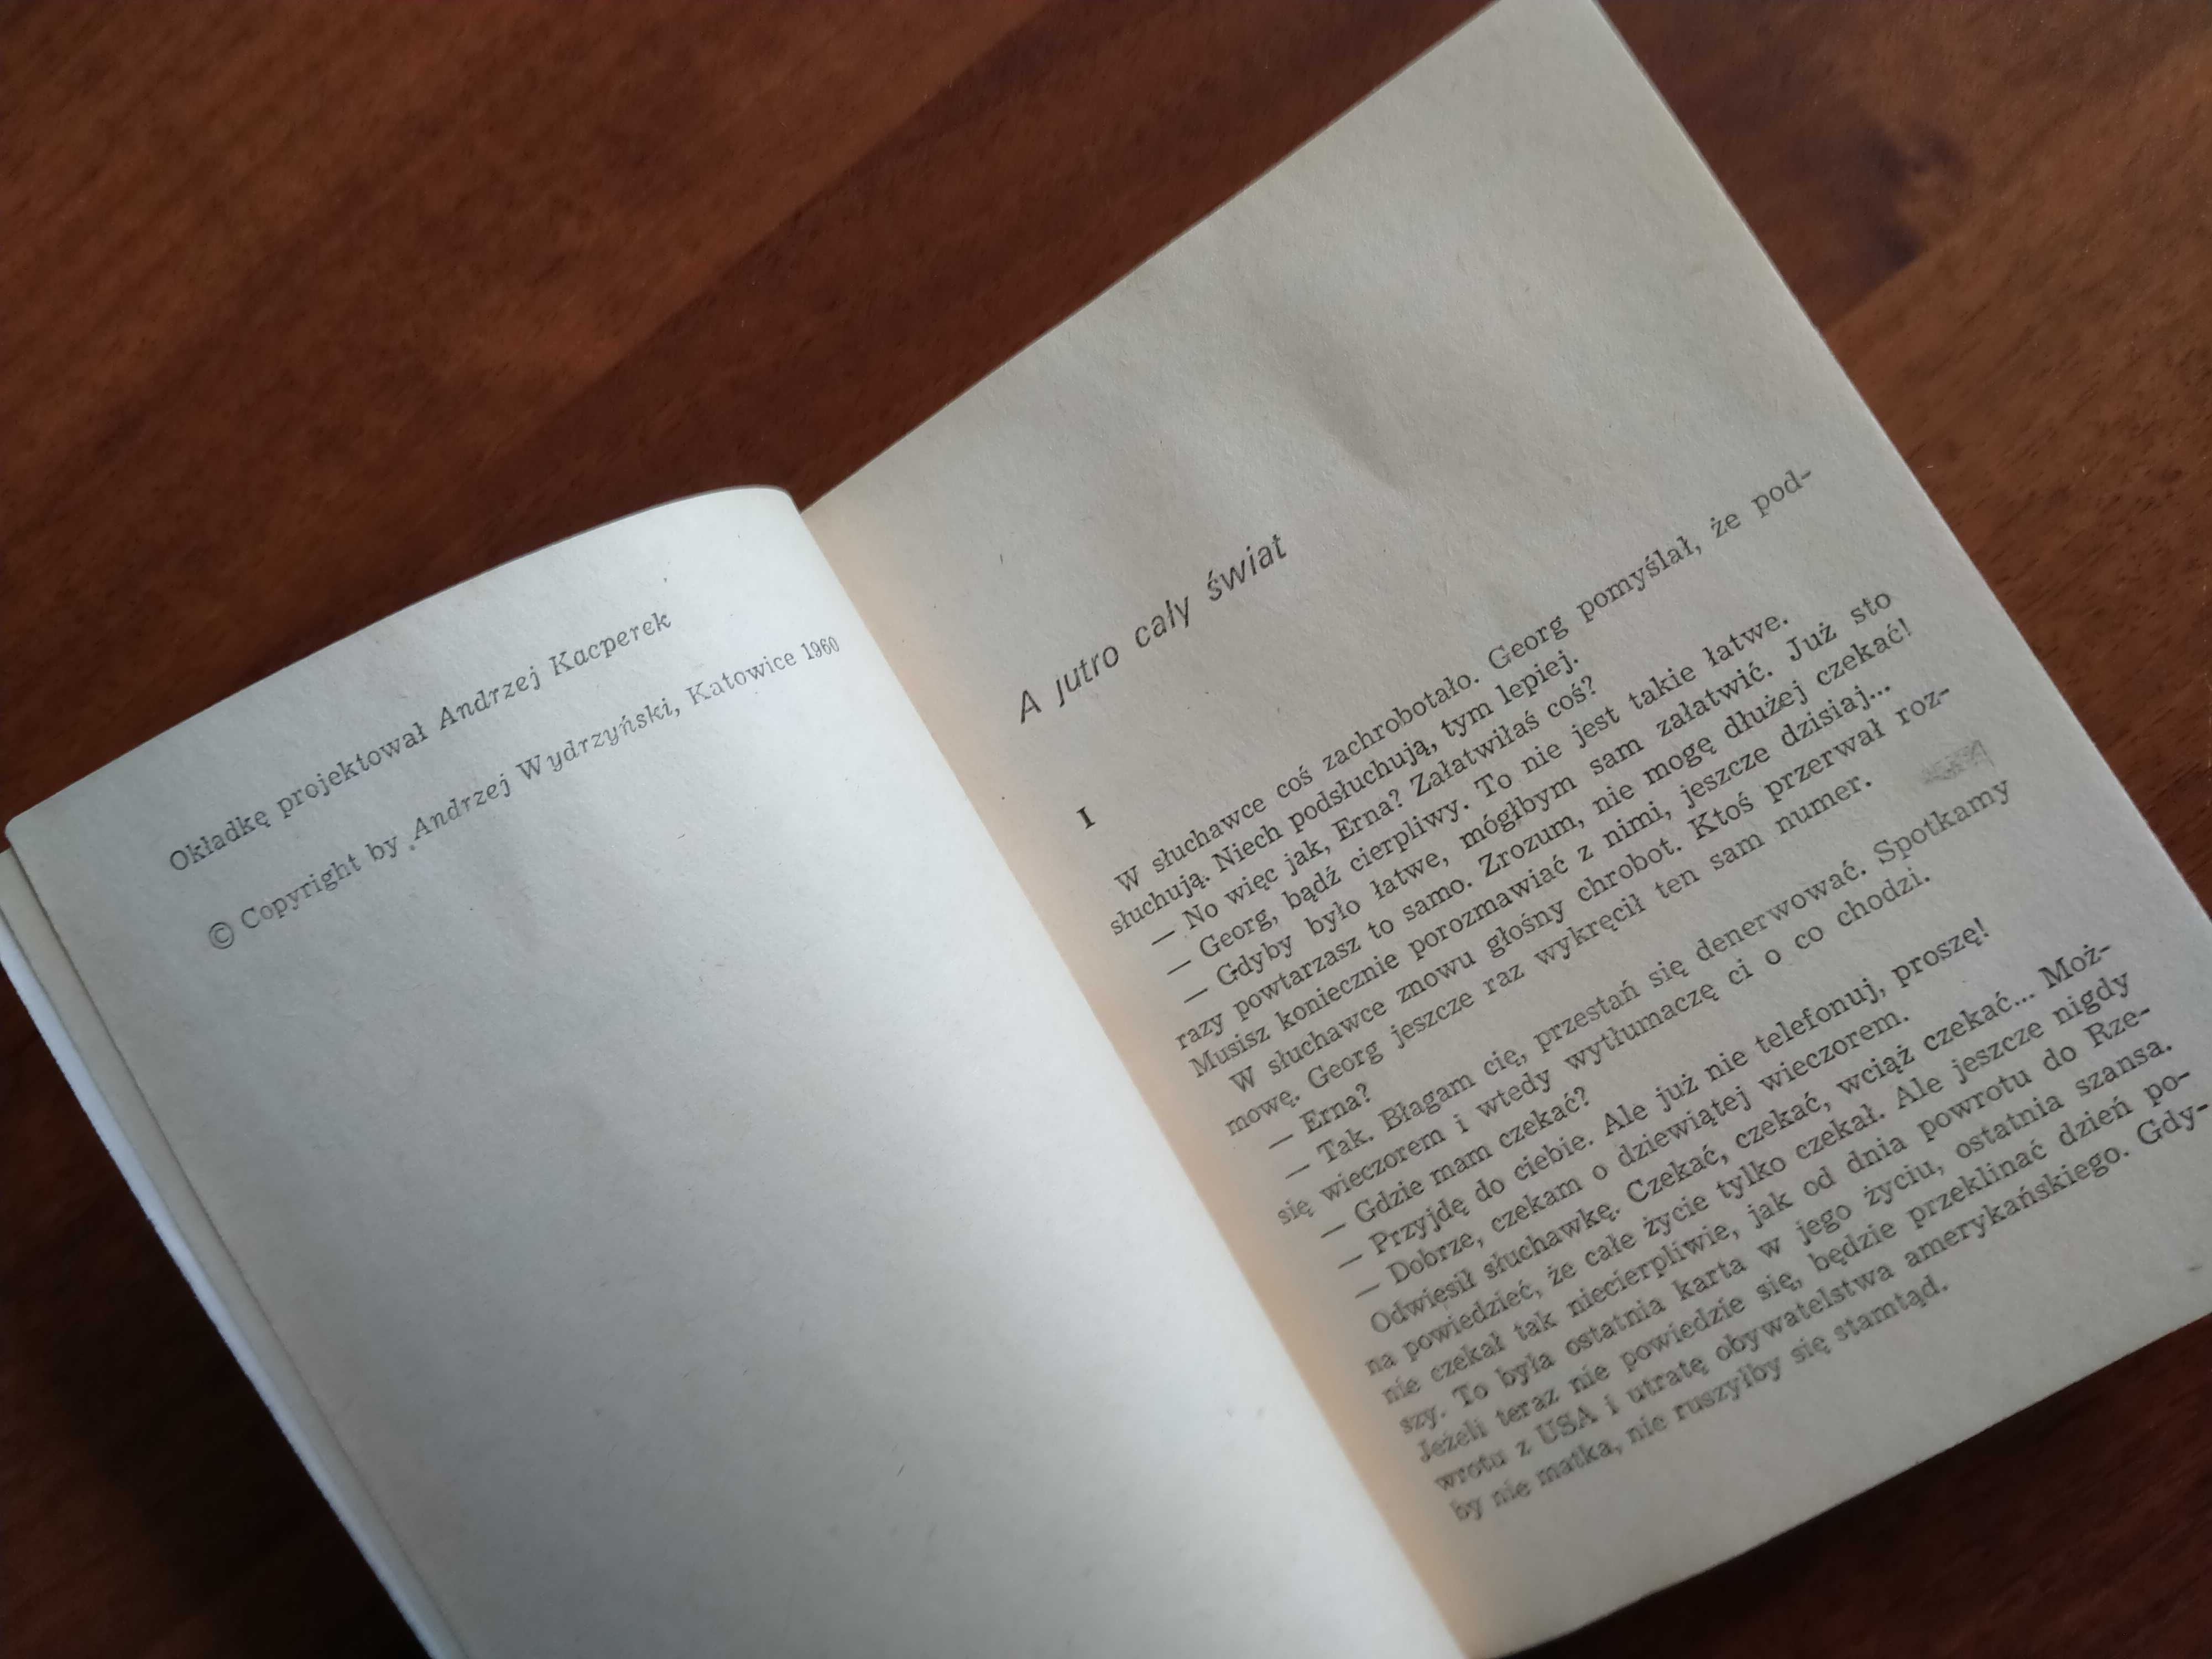 Okładkę projektował Andrzej Kacperek
© Copyright by Andrzej Wydrzyński, Katowice 1960
A jutro cały świat
I
W słuchawce coś zachrobotało. Georg pomyślał, że pod-
słuchują. Niech podsłuchują, tym lepiej.
— No więc jak, Erna? Załatwiłaś coś?
— Georg, bądź cierpliwy. To nie jest takie łatwe.
— Gdyby było łatwe, mógłbym sam załatwić. Już sto
razy powtarzasz to samo. Zrozum, nie mogę dłużej czekać!
Musisz koniecznie porozmawiać z nimi, jeszcze dzisiaj...
W słuchawce znowu głośny chrobot. Ktoś przerwał roz-
mowę. Georg jeszcze raz wykręcił ten sam numer.
— Erna?
— Tak. Błagam cię, przestań się denerwować. Spotkamy
się wieczorem i wtedy wytłumaczę ci o co chodzi.
— Gdzie mam czekać?
— Przyjdę do ciebie. Ale już nie telefonuj, proszę!
— Dobrze, czekam o dziewiątej wieczorem.
Odwiesił słuchawkę. Czekać, czekać, wciąż czekać... Moż-
na powiedzieć, że całe życie tylko czekał. Ale jeszcze nigdy
nie czekał tak niecierpliwie, jak od dnia powrotu do Rze-
szy. To była ostatnia karta w jego życiu, ostatnia szansa.
Jeżeli teraz nie powiedzie się, będzie przeklinać dzień po-
wrotu z USA i utratę obywatelstwa amerykańskiego. Gdy-
by nie matka, nie ruszyłby się stamtąd.